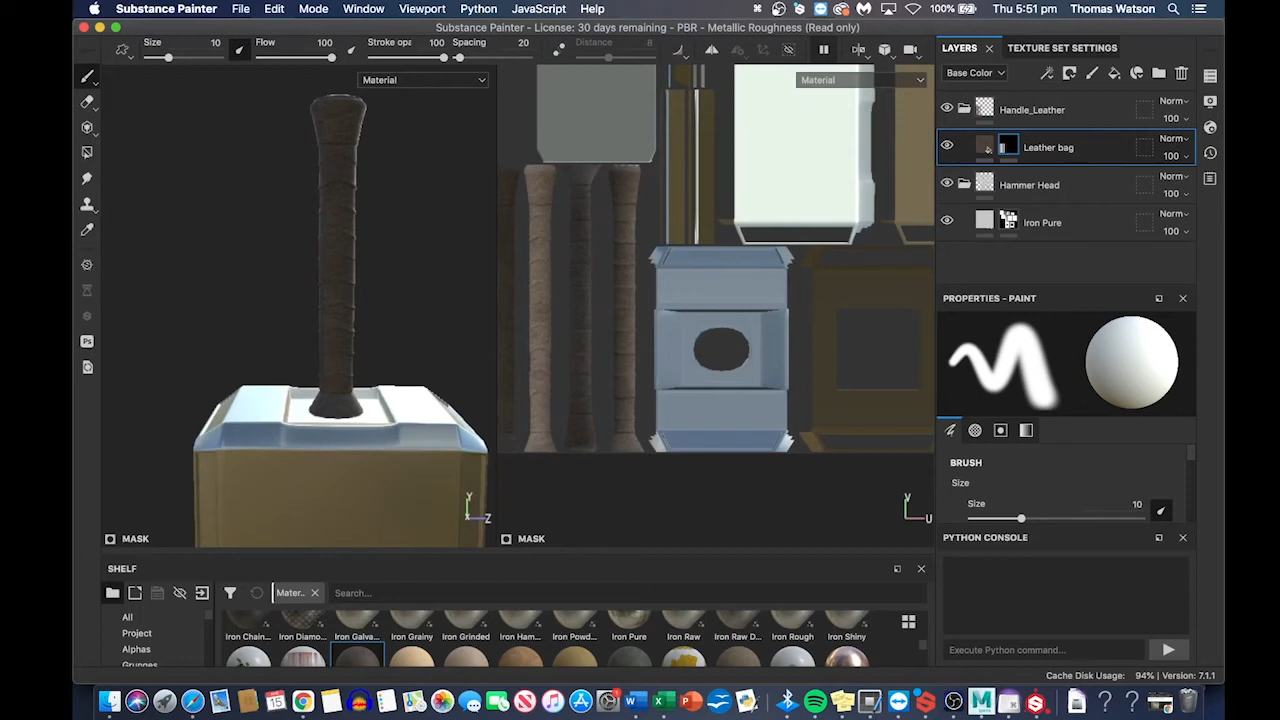 Substance Painter File Edit Mode Window Viewport Python JavaScript Help 100% Thu 5:51 pm Thomas Watson
Substance Painter - License: 30 days remaining - PBR - Metallic Roughness (Read only)
Size 10 Flow 100 Stroke opa 100 Spacing 20 Distance 8
LAYERS TEXTURE SET SETTINGS
Material
Material
Base Color
Handle_Leather Norm 100
Leather bag Norm 100
Hammer Head Norm 100
Iron Pure Norm 100
PROPERTIES - PAINT
Ps
BRUSH
Size
Size 10
Y
Z
V
U
MASK
MASK
PYTHON CONSOLE
Execute Python command...
SHELF
Mater..
Search...
All
Project
Alphas
Grunges
Iron Chain...
Iron Diamo...
Iron Galva...
Iron Grainy
Iron Grinded
Iron Ham...
Iron Powd...
Iron Pure
Iron Raw
Iron Raw D...
Iron Rough
Iron Shiny
Cache Disk Usage: 94% | Version: 7.1.1